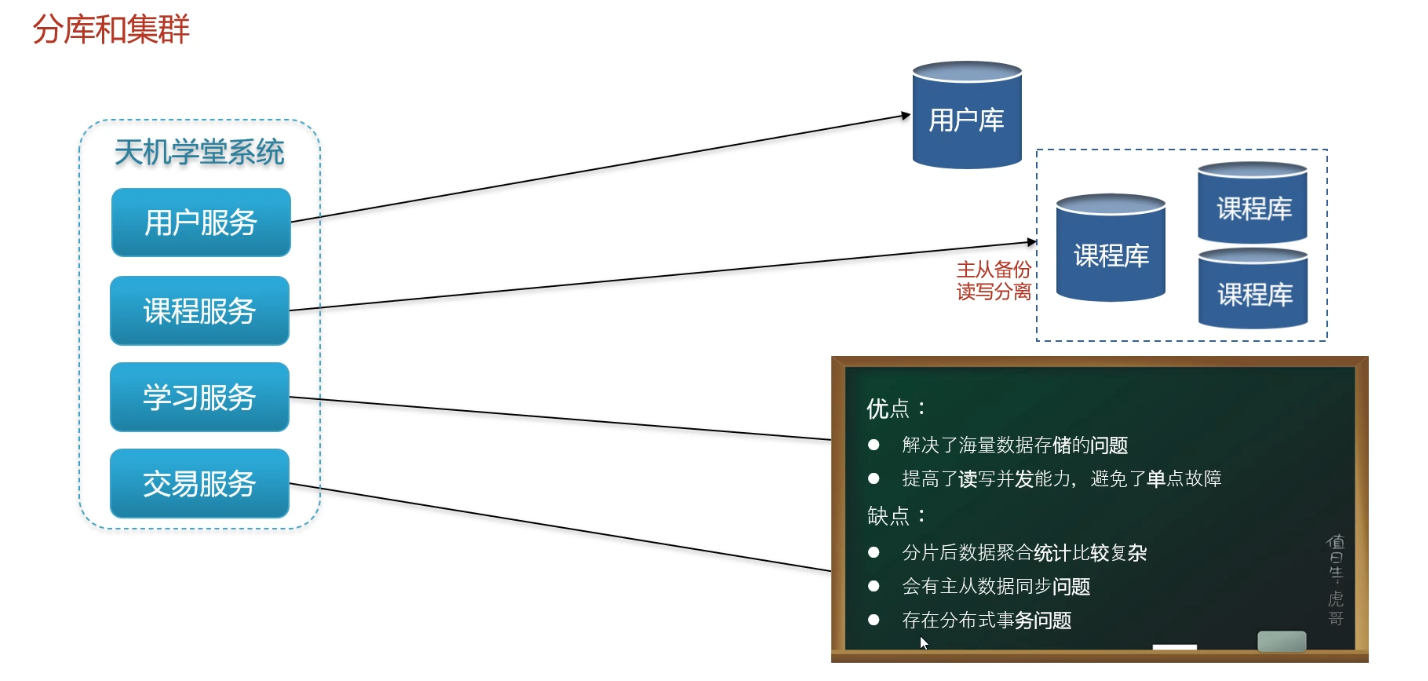 分库和集群
天机学堂系统
用户服务
课程服务
学习服务
交易服务
用户库
课程库
课程库
课程库
主从备份
读写分离
优点：
● 解决了海量数据存储的问题
● 提高了读写并发能力，避免了单点故障
缺点：
● 分片后数据聚合统计比较复杂
● 会有主从数据同步问题
● 存在分布式事务问题
值日生：虎哥